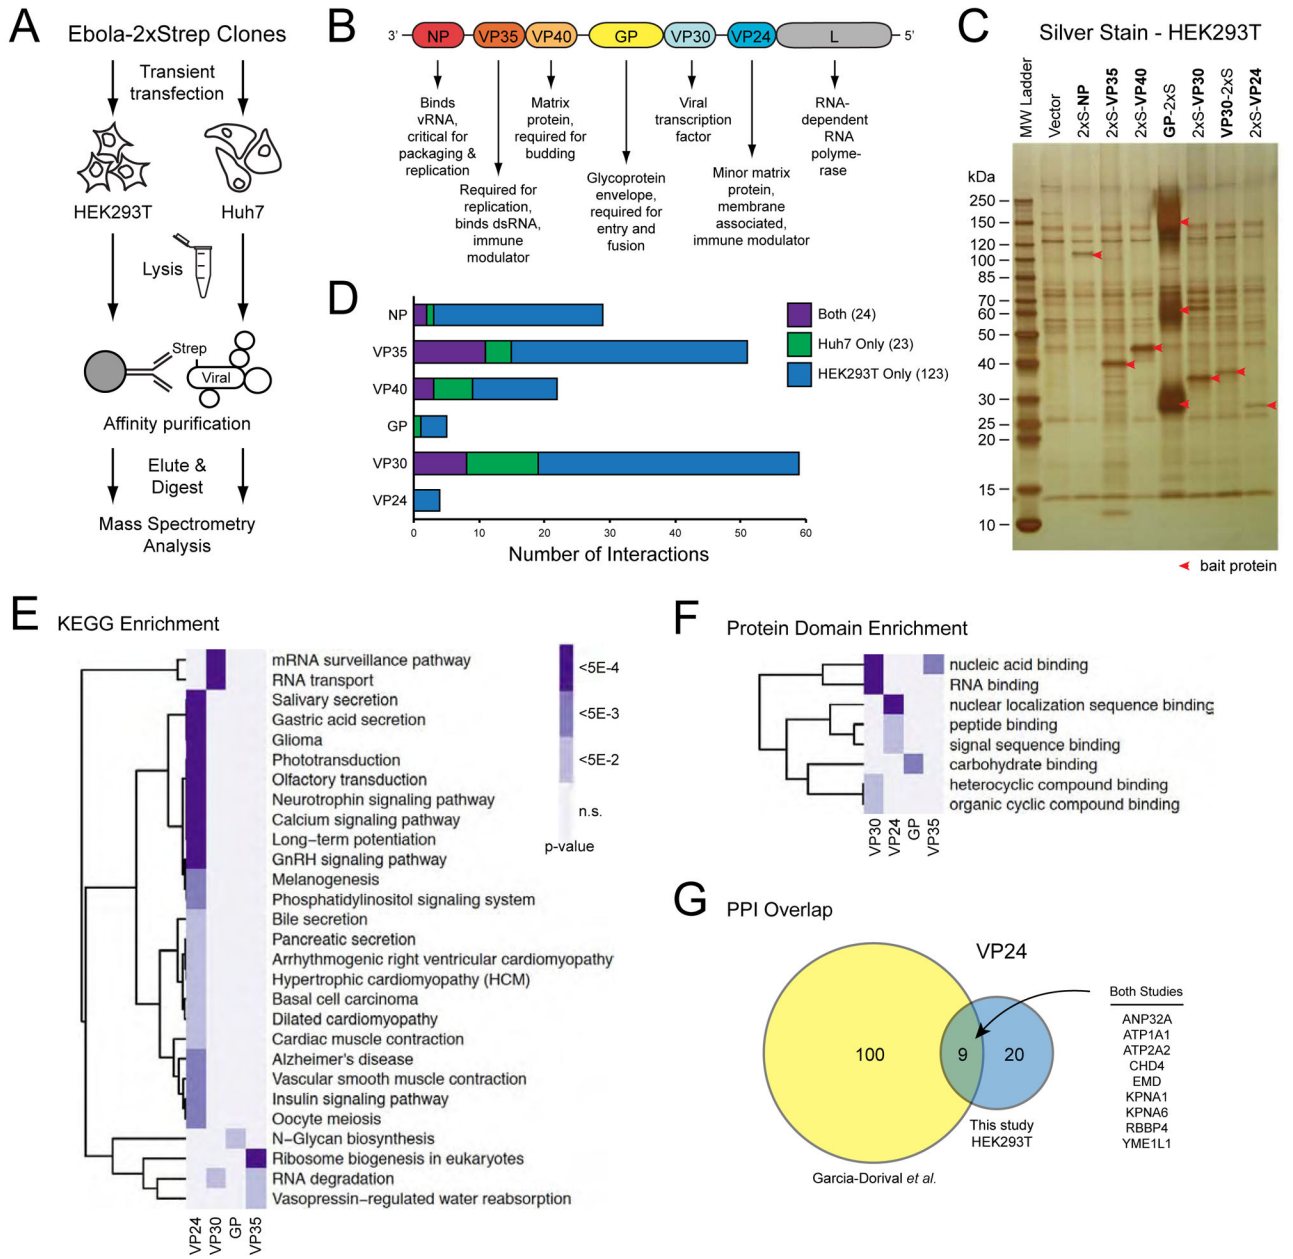 A
Ebola-2xStrep Clones
Transient
transfection
HEK293T
Huh7
Lysis
Strep
Viral
Affinity purification
Elute &
Digest
Mass Spectrometry
Analysis
B
3'
NP
VP35
VP40
GP
VP30
VP24
L
5'
Binds
vRNA,
critical for
packaging &
replication
Required for
replication,
binds dsRNA,
immune
modulator
Matrix
protein,
required for
budding
Glycoprotein
envelope,
required for
entry and
fusion
Viral
transcription
factor
Minor matrix
protein,
membrane
associated,
immune modulator
RNA-
dependent
RNA
polyme-
rase
C
Silver Stain - HEK293T
MW Ladder
Vector
2xS-NP
2xS-VP35
2xS-VP40
GP-2xS
2xS-VP30
VP30-2xS
2xS-VP24
kDa
250
150
120
100
85
70
60
50
40
30
25
20
15
10
bait protein
D
NP
VP35
VP40
GP
VP30
VP24
0
10
20
30
40
50
60
Number of Interactions
Both (24)
Huh7 Only (23)
HEK293T Only (123)
E
KEGG Enrichment
mRNA surveillance pathway
RNA transport
Salivary secretion
Gastric acid secretion
Glioma
Phototransduction
Olfactory transduction
Neurotrophin signaling pathway
Calcium signaling pathway
Long−term potentiation
GnRH signaling pathway
Melanogenesis
Phosphatidylinositol signaling system
Bile secretion
Pancreatic secretion
Arrhythmogenic right ventricular cardiomyopathy
Hypertrophic cardiomyopathy (HCM)
Basal cell carcinoma
Dilated cardiomyopathy
Cardiac muscle contraction
Alzheimer's disease
Vascular smooth muscle contraction
Insulin signaling pathway
Oocyte meiosis
N−Glycan biosynthesis
Ribosome biogenesis in eukaryotes
RNA degradation
Vasopressin−regulated water reabsorption
VP24
VP30
GP
VP35
<5E-4
<5E-3
<5E-2
n.s.
p-value
F
Protein Domain Enrichment
nucleic acid binding
RNA binding
nuclear localization sequence binding
peptide binding
signal sequence binding
carbohydrate binding
heterocyclic compound binding
organic cyclic compound binding
VP30
VP24
GP
VP35
G
PPI Overlap
VP24
100
9
20
Garcia-Dorival et al.
This study
HEK293T
Both Studies
ANP32A
ATP1A1
ATP2A2
CHD4
EMD
KPNA1
KPNA6
RBBP4
YME1L1